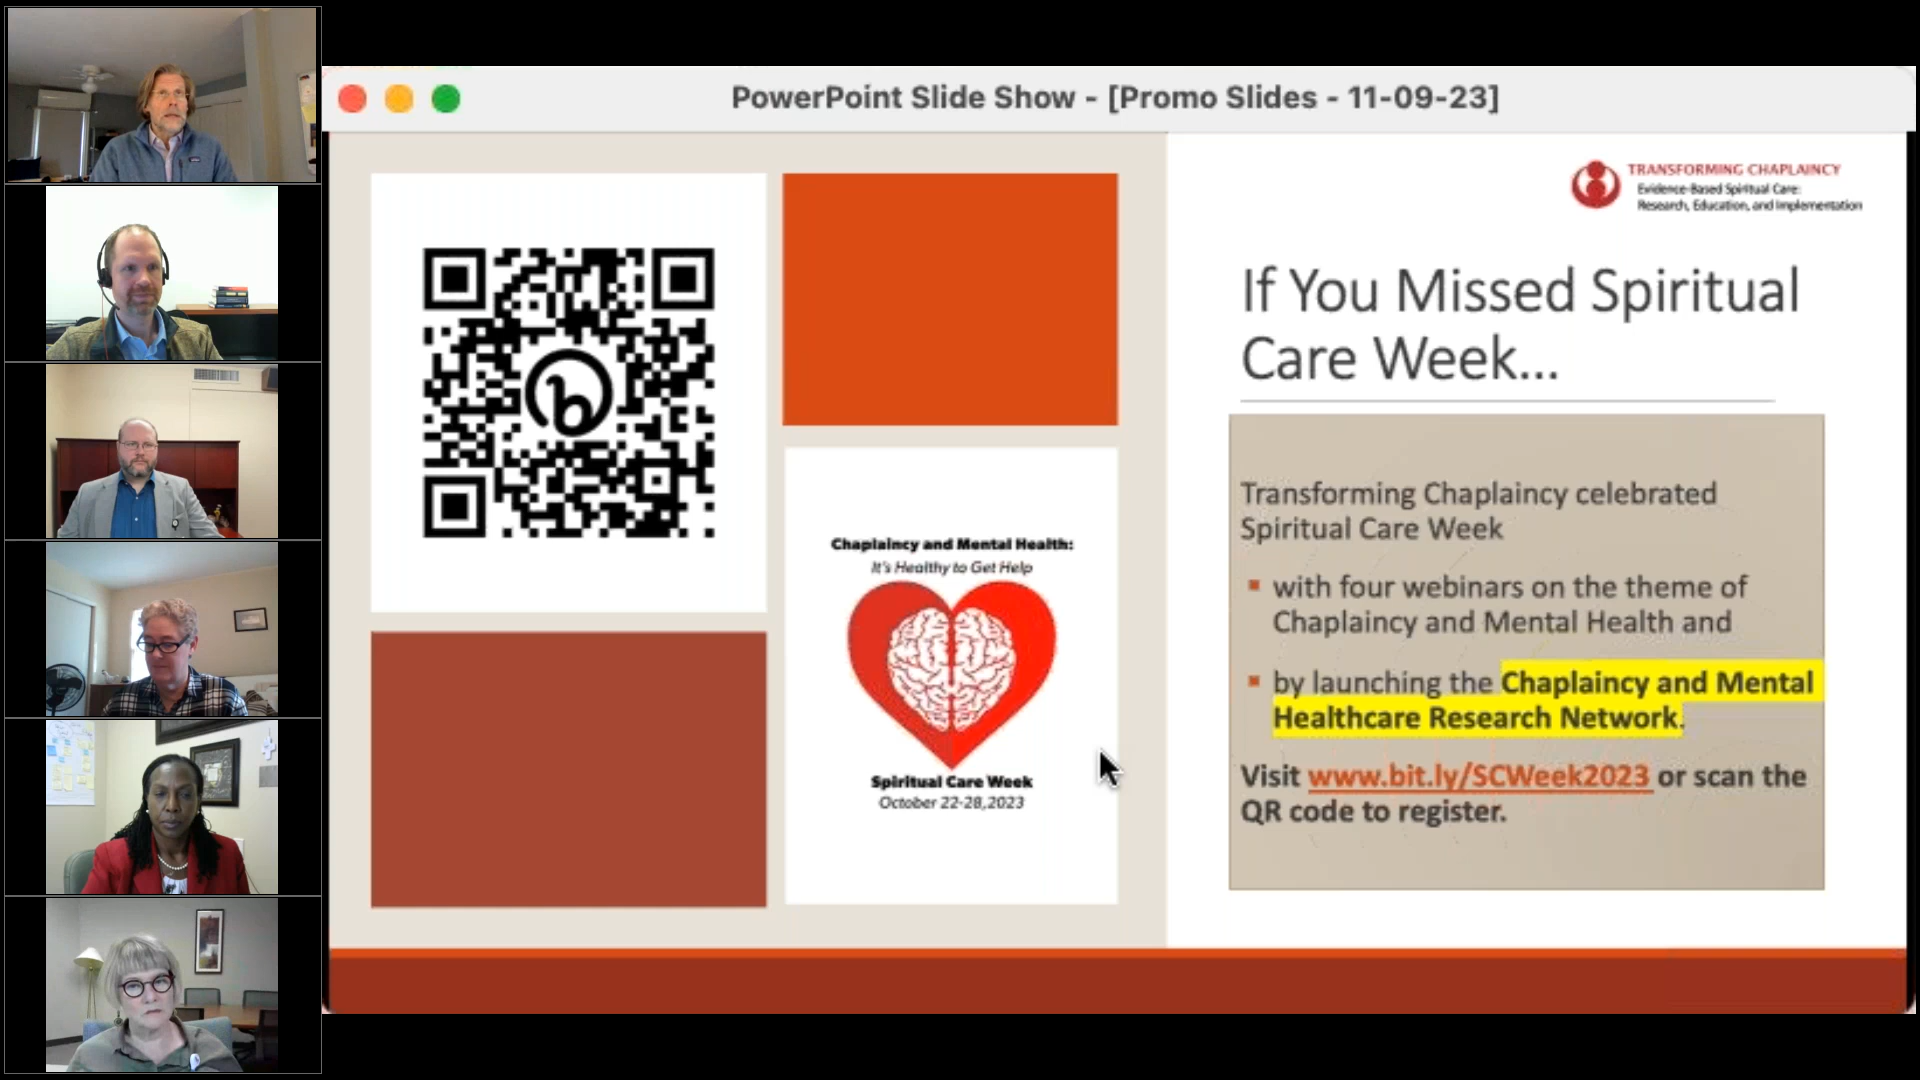 PowerPoint Slide Show - [Promo Slides - 11-09-23]
TRANSFORMING CHAPLAINCY
Evidence-Based Spiritual Care:
Research, Education, and Implementation
If You Missed Spiritual
Care Week...
Transforming Chaplaincy celebrated
Spiritual Care Week
with four webinars on the theme of
Chaplaincy and Mental Health and
by launching the Chaplaincy and Mental
Healthcare Research Network.
Visit www.bit.ly/SCWeek2023 or scan the
QR code to register.
Chaplaincy and Mental Health:
It's Healthy to Get Help
Spiritual Care Week
October 22-28,2023